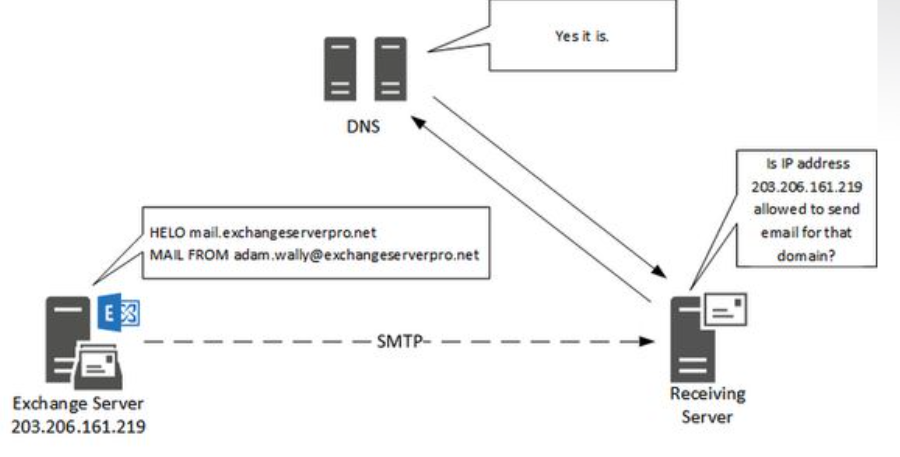 Yes it is.
DNS
Is IP address
203.206.161.219
allowed to send
email for that
domain?
HELO mail.exchangeserverpro.net
MAIL FROM adam.wally@exchangeserverpro.net
E
SMTP
Exchange Server
203.206.161.219
Receiving
Server